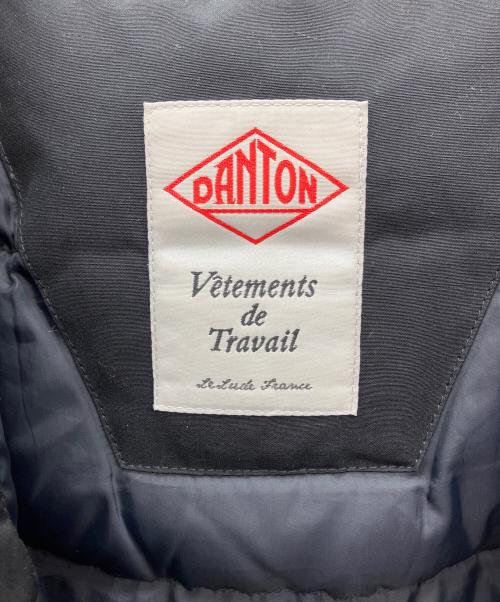 DANTON
Vêtements
de
Travail
Le Lude France